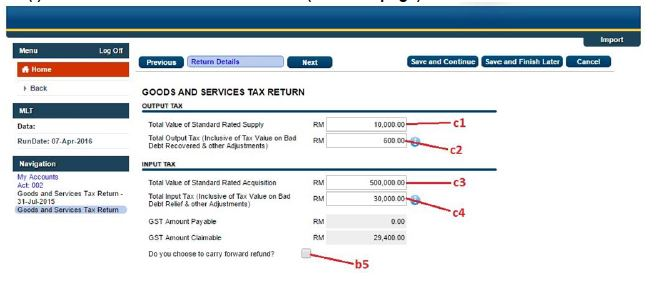 Import
Menu Log Off
Home
Back
MLT
Data:
RunDate: 07-Apr-2016
Navigation
My Accounts
Act: 002
Goods and Services Tax Return -
31-Jul-2015
Goods and Services Tax Return
Previous Return Details Next Save and Continue Save and Finish Later Cancel
GOODS AND SERVICES TAX RETURN
OUTPUT TAX
Total Value of Standard Rated Supply RM 10,000.00 c1
Total Output Tax (Inclusive of Tax Value on Bad
Debt Recovered & other Adjustments) RM 600.00 c2
INPUT TAX
Total Value of Standard Rated Acquisition RM 500,000.00 c3
Total Input Tax (Inclusive of Tax Value on Bad
Debt Relief & other Adjustments) RM 30,000.00 c4
GST Amount Payable RM 0.00
GST Amount Claimable RM 29,400.00
Do you choose to carry forward refund? b5